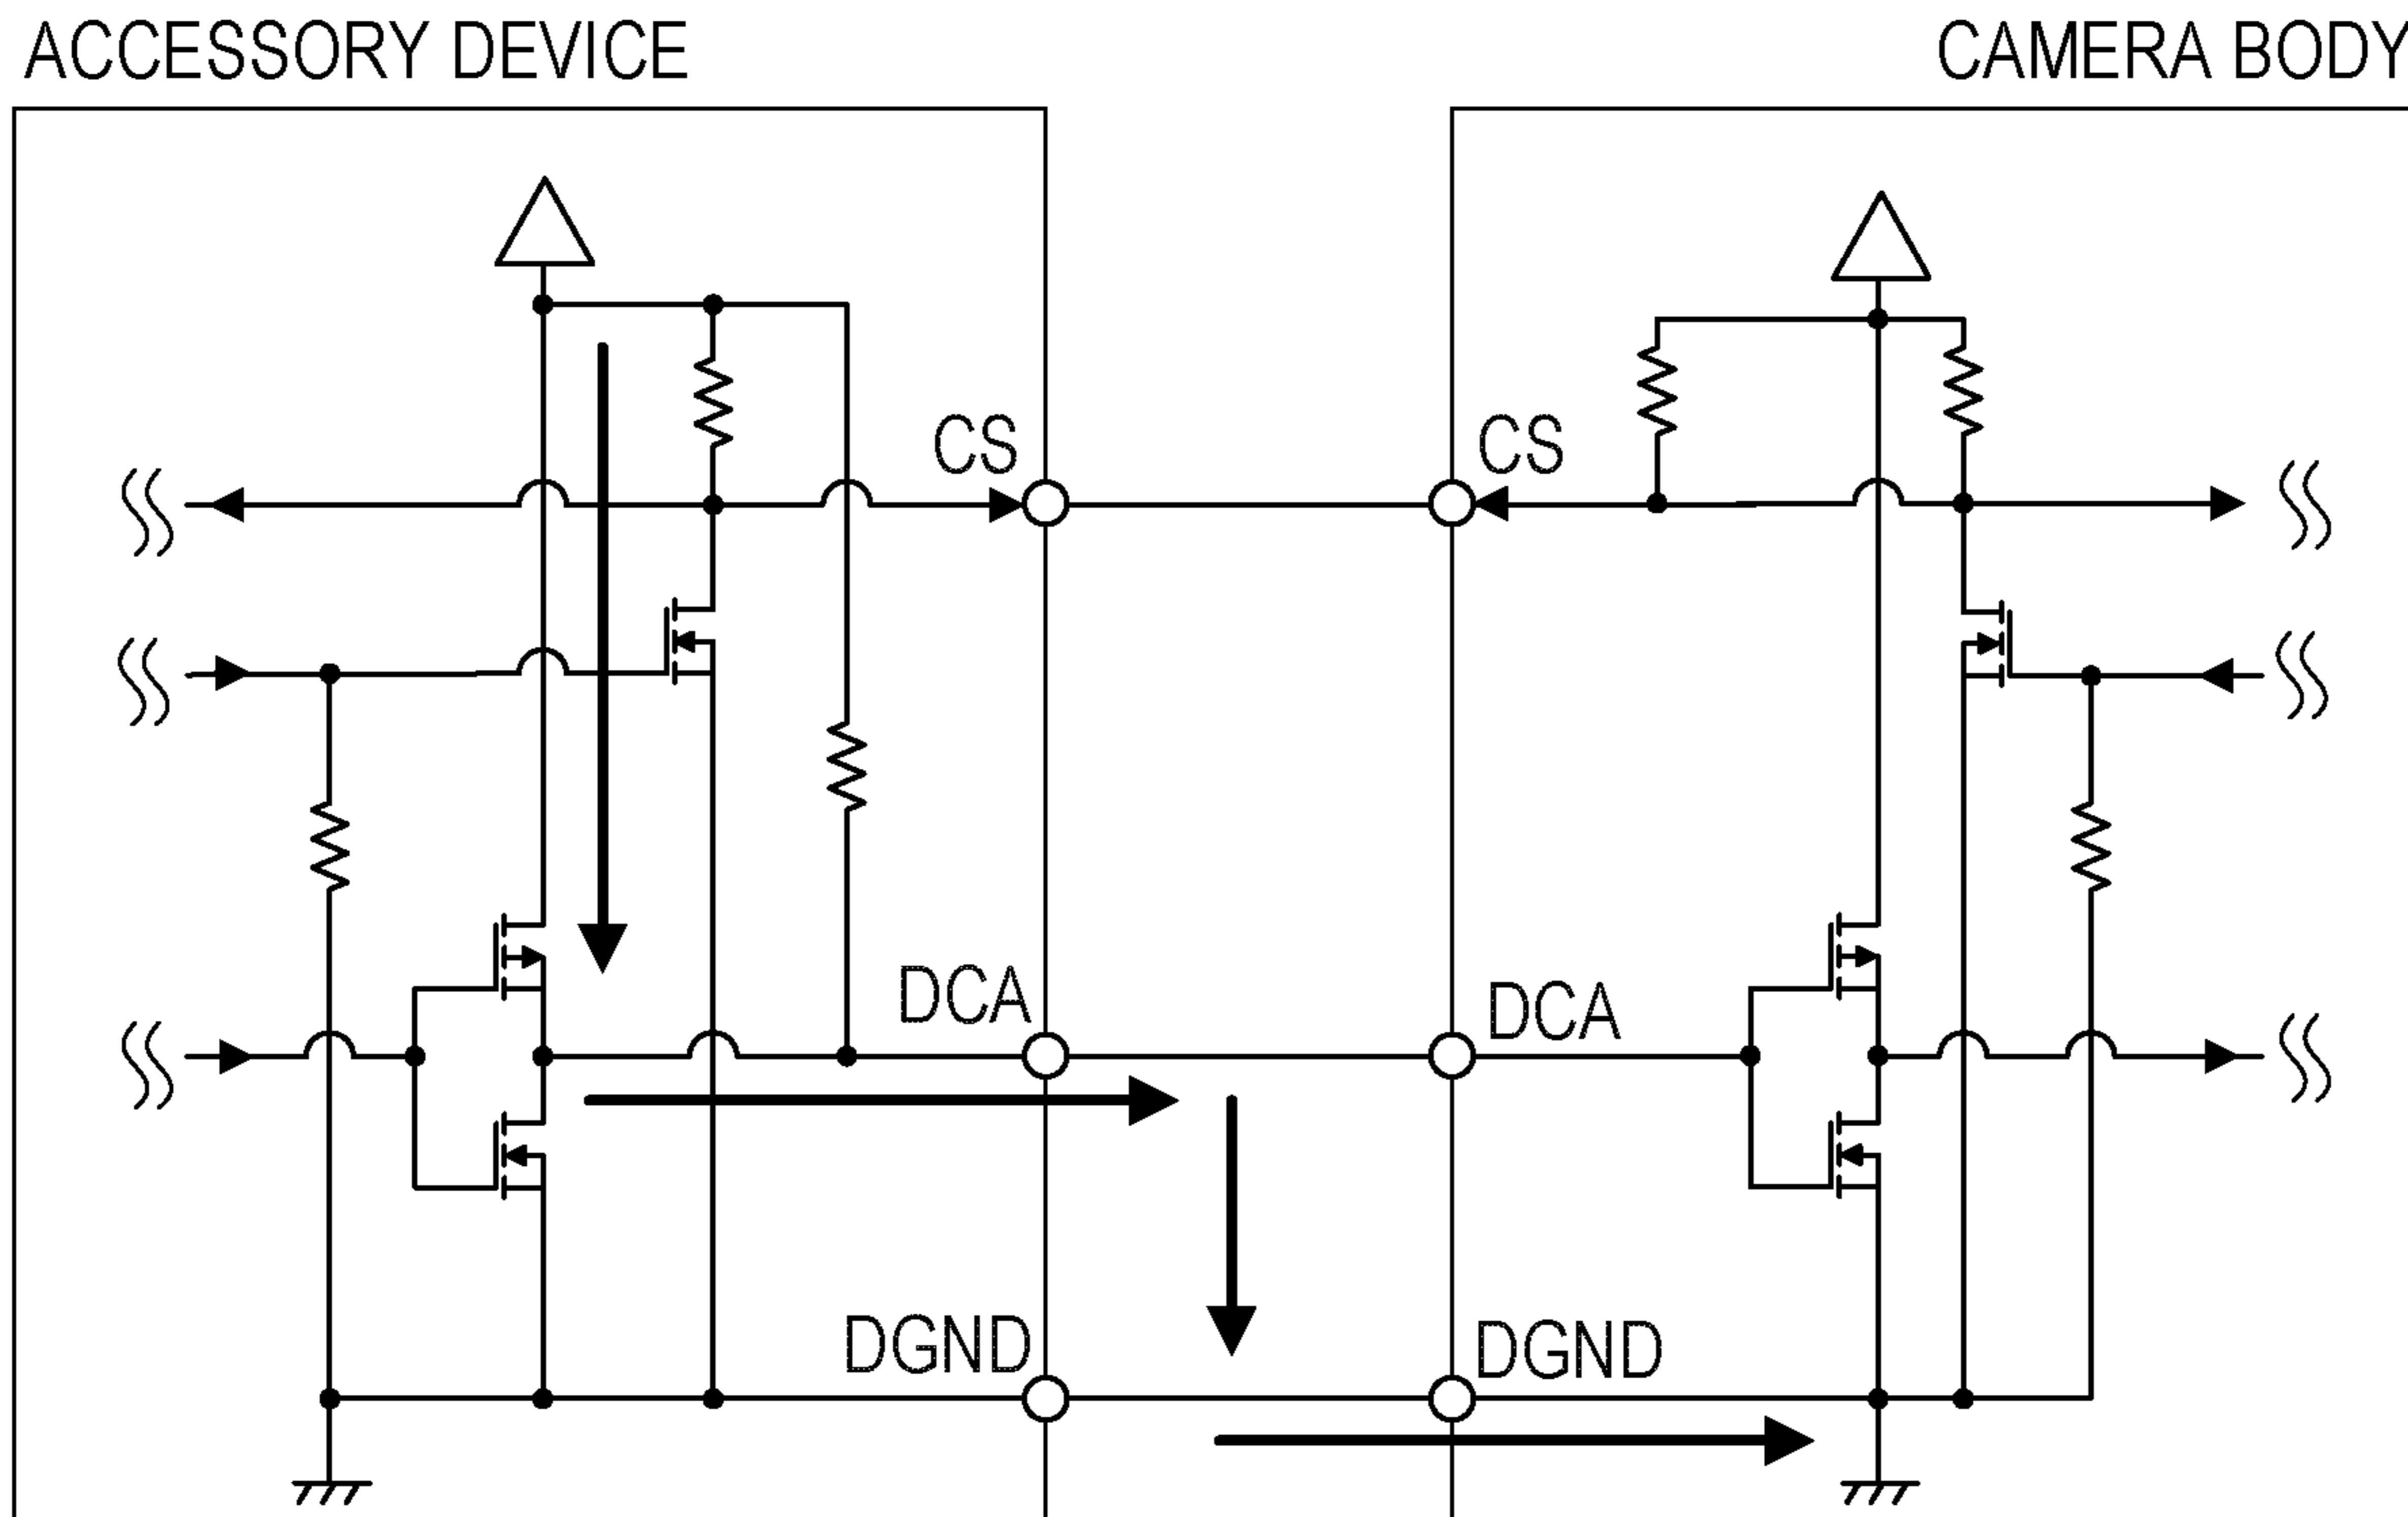 ACCESSORY DEVICE
CAMERA BODY
CS
CS
DCA
DCA
DGND
DGND